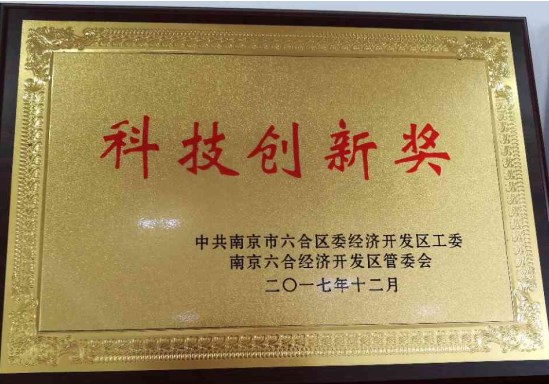 科技创新奖
中共南京市六合区委经济开发区工委
南京六合经济开发区管委会
二〇一七年十二月